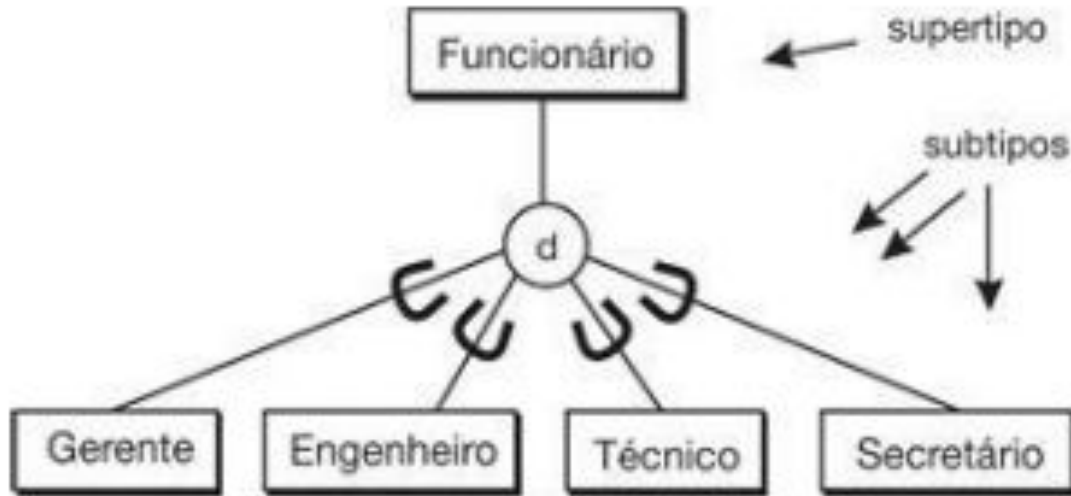 Funcionário
supertipo
subtipos
d
Gerente
Engenheiro
Técnico
Secretário